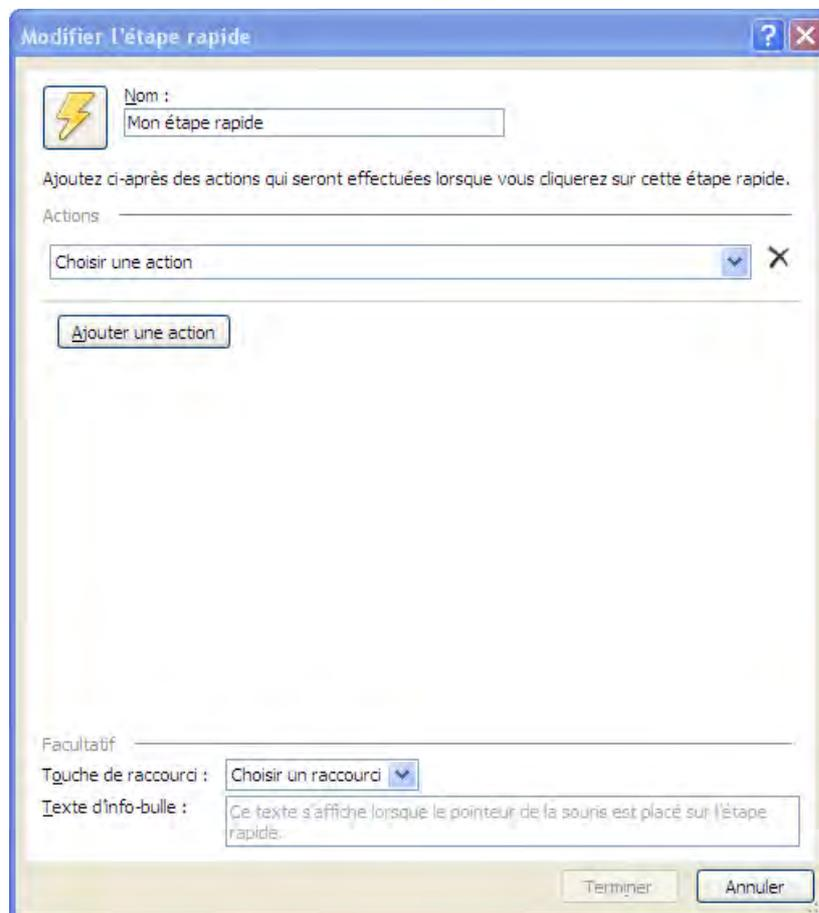 Modifier l'étape rapide
Nom :
Mon étape rapide
Ajoutez ci-après des actions qui seront effectuées lorsque vous cliquerez sur cette étape rapide.
Actions
Choisir une action
Ajouter une action
Facultatif
Touche de raccourci : Choisir un raccourci
Texte d'info-bulle : Ce texte s'affiche lorsque le pointeur de la souris est placé sur l'étape
rapide.
Terminer Annuler